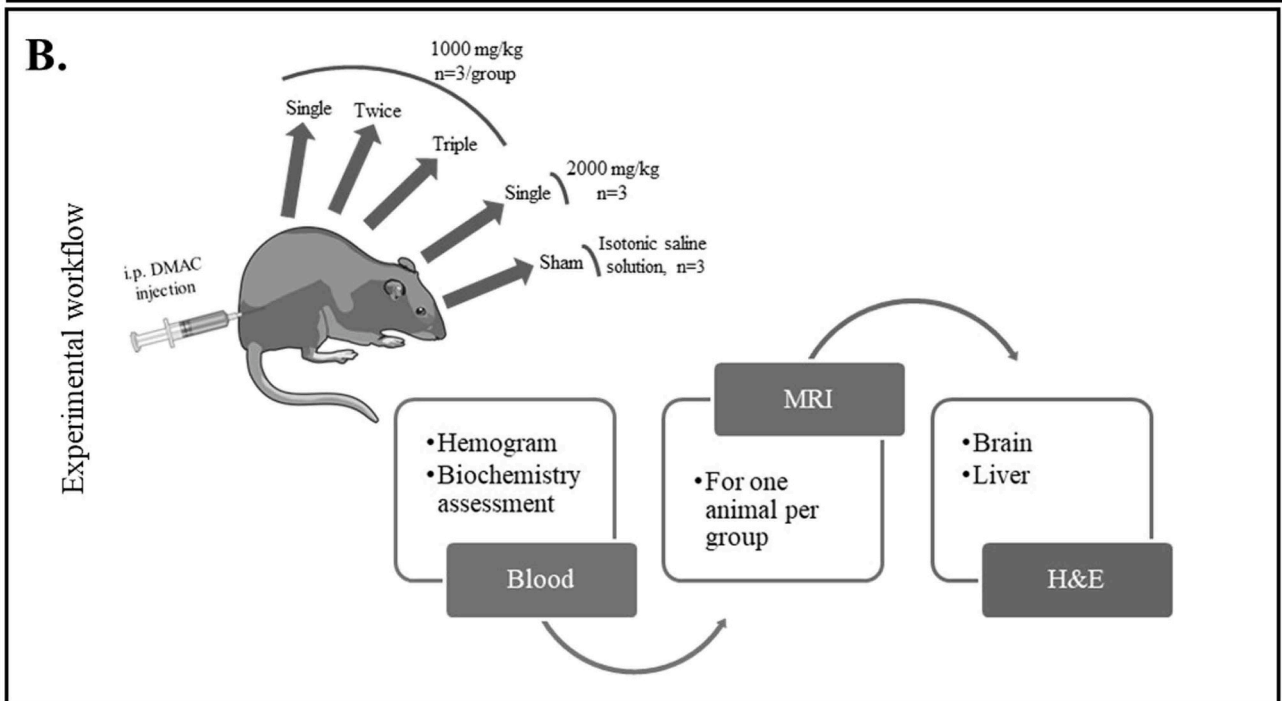 B.
Experimental workflow
1000 mg/kg
n=3/group
Single
Twice
Triple
2000 mg/kg
n=3
Single
Sham
Isotonic saline
solution, n=3
i.p. DMAC
injection
•Hemogram
•Biochemistry
assessment
Blood
MRI
•For one
animal per
group
•Brain
•Liver
H&E